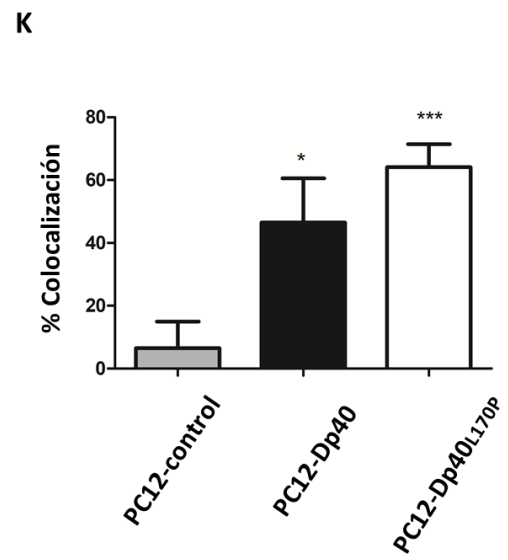 K
% Colocalización
80
60
40
20
0
*
***
PC12-control
PC12-Dp40
PC12-Dp40L170P